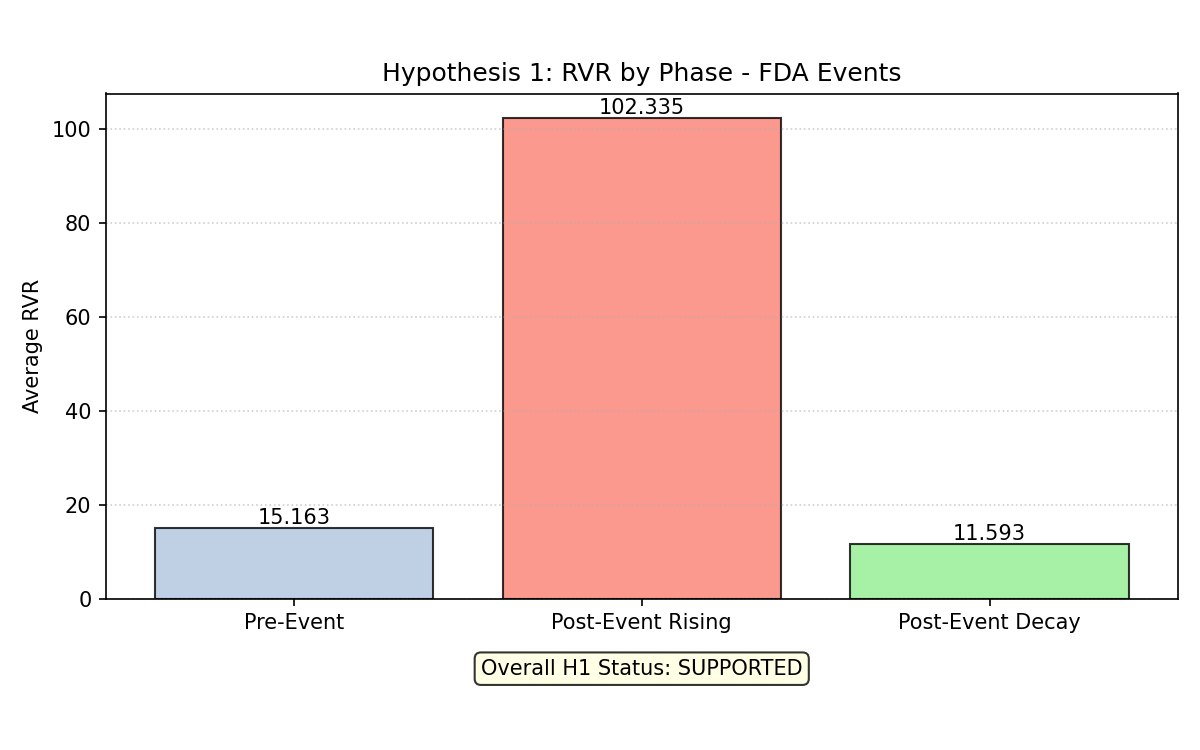 Hypothesis 1: RVR by Phase - FDA Events
Average RVR
100
80
60
40
20
0
102.335
15.163
11.593
Pre-Event
Post-Event Rising
Post-Event Decay
Overall H1 Status: SUPPORTED